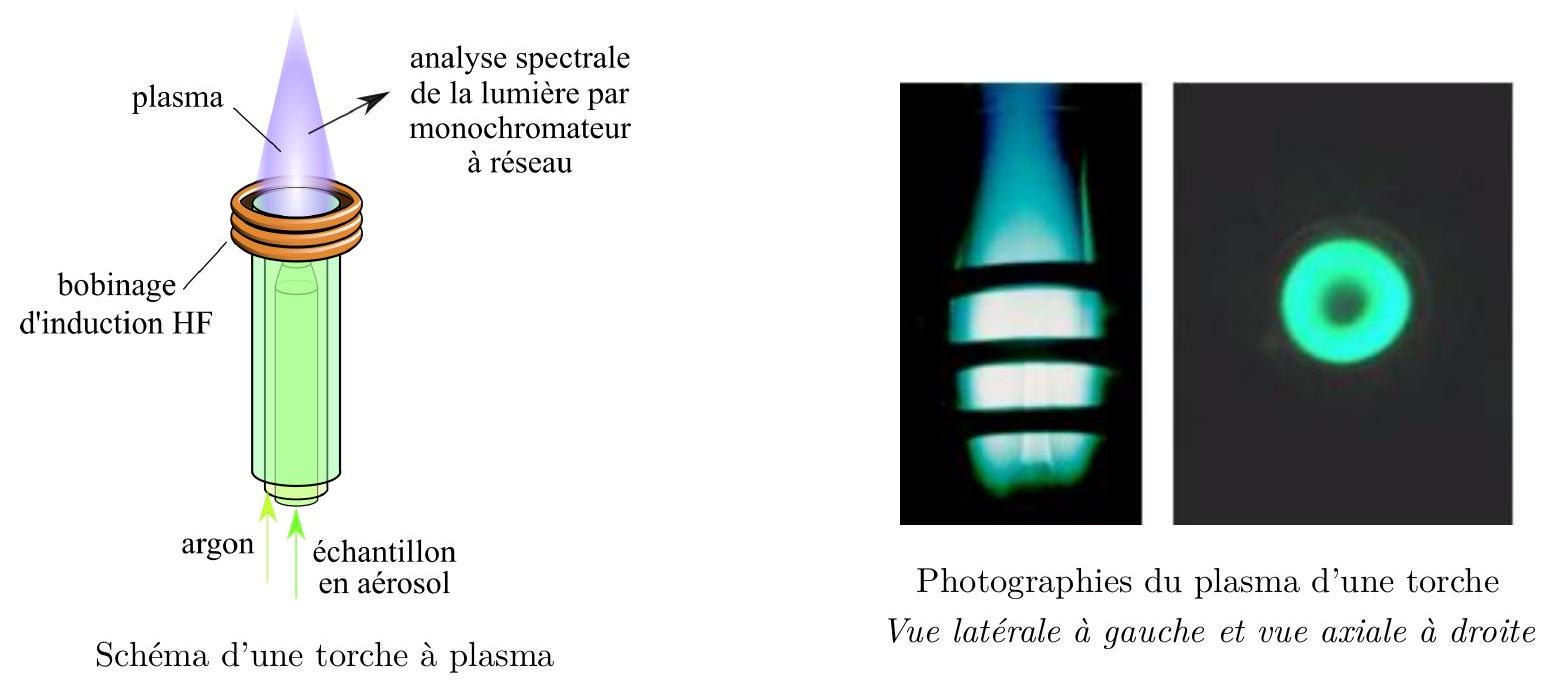 plasma
analyse spectrale
de la lumière par
monochromateur
à réseau
bobinage
d'induction HF
argon
échantillon
en aérosol
Schéma d'une torche à plasma
Photographies du plasma d'une torche
Vue latérale à gauche et vue axiale à droite